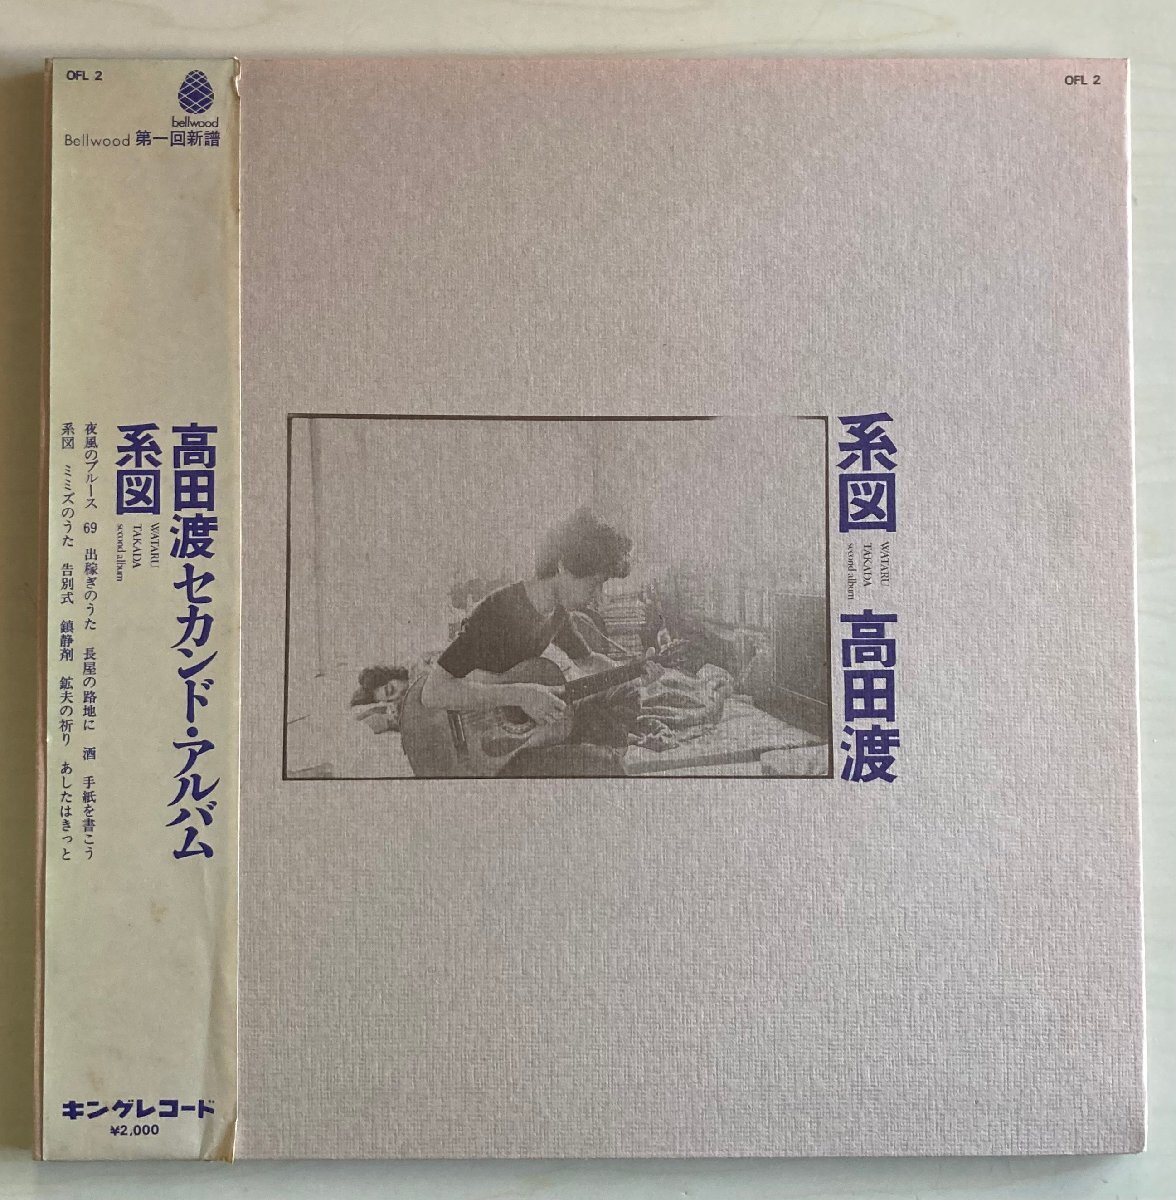 OFL 2
bellwood
Bellwood 第一回新譜
高田渡セカンド・アルバム
系図
WATARU
TAKADA
second album
夜風のブルース 69 出稼ぎのうた 長屋の路地に 酒 手紙を書こう
系図 ミミズのうた 告別式 鎮静剤 鉱夫の祈り あしたはきっと
キングレコード
¥2,000
OFL 2
系図
WATARU
TAKADA
second album
高田渡